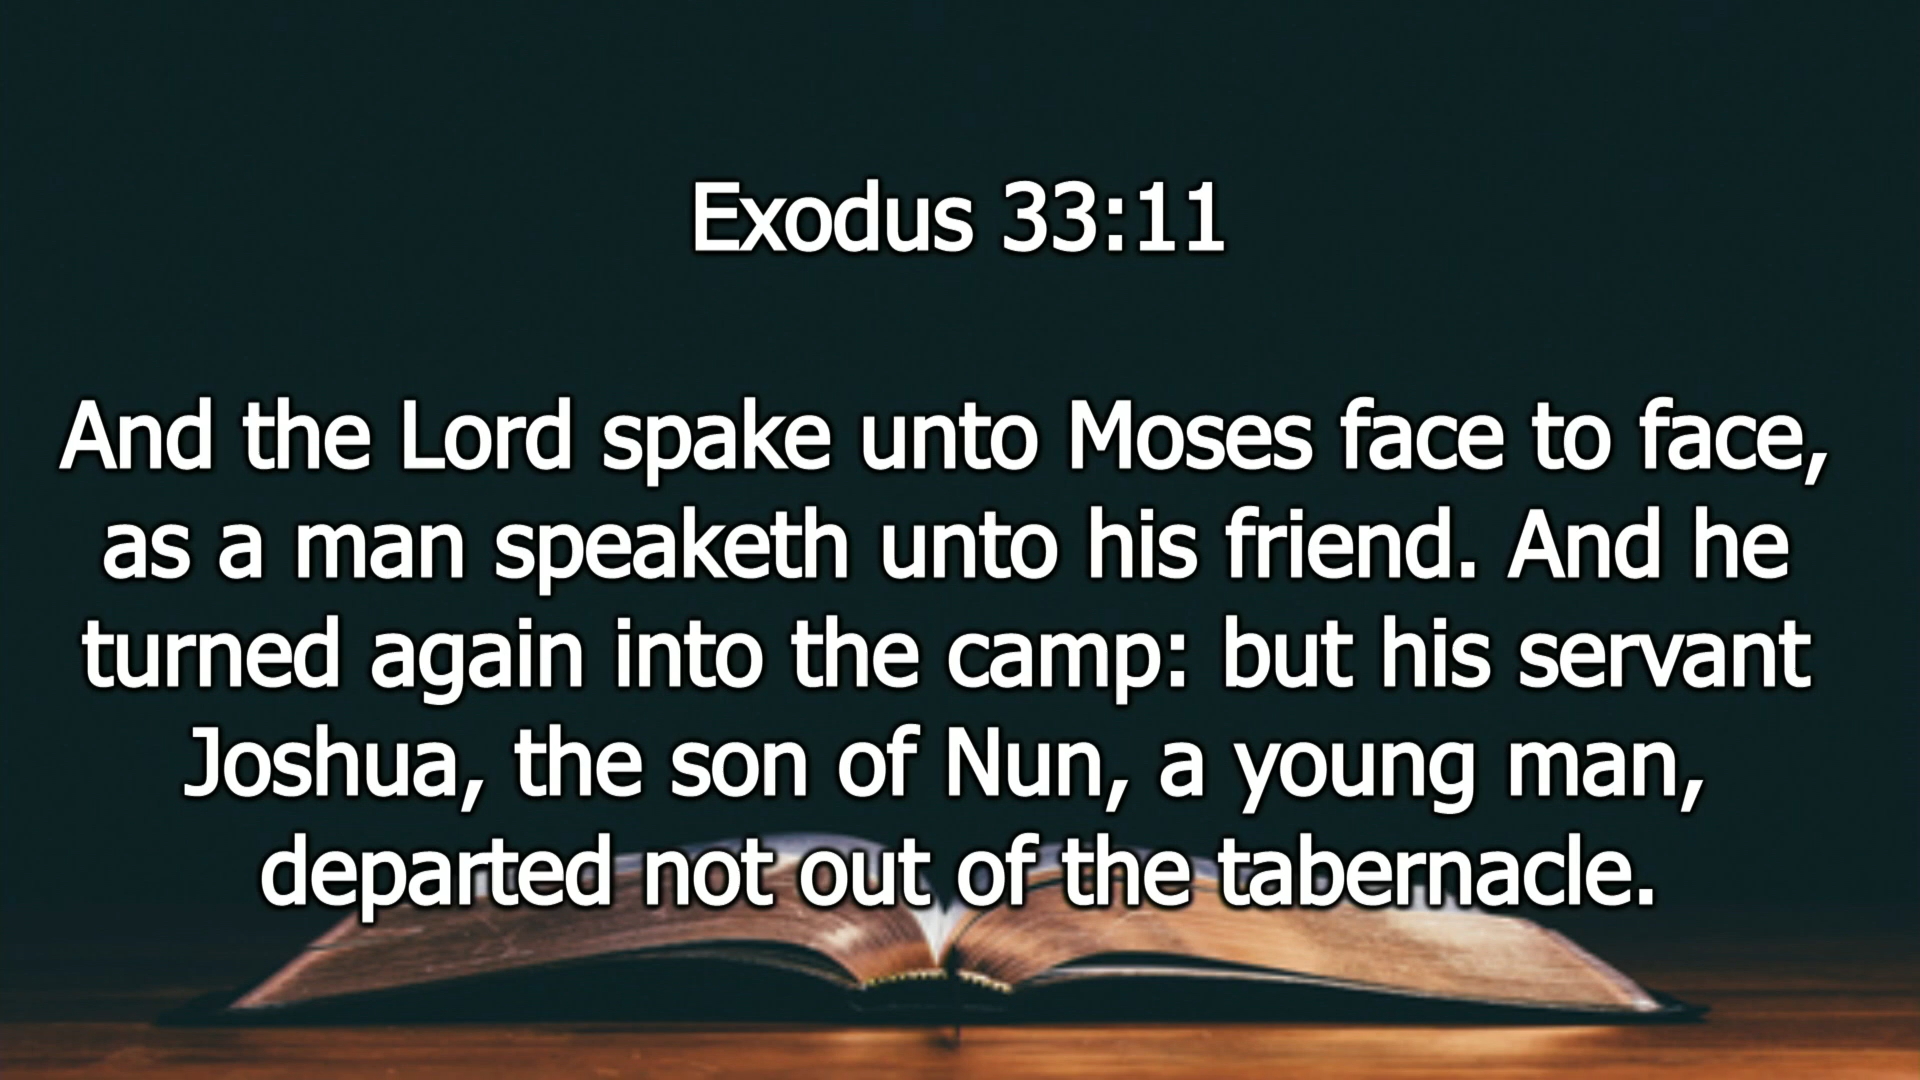 Exodus 33:11
And the Lord spake unto Moses face to face,
as a man speaketh unto his friend. And he
turned again into the camp: but his servant
Joshua, the son of Nun, a young man,
departed not out of the tabernacle.